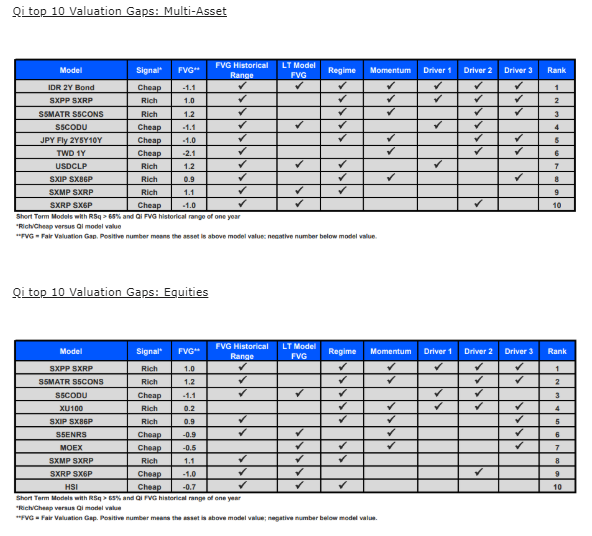 Qi top 10 Valuation Gaps: Multi-Asset
Model Signal* FVG** FVG Historical Range LT Model FVG Regime Momentum Driver 1 Driver 2 Driver 3 Rank
IDR 2Y Bond Cheap -1.1 1
SXPP SXRP Rich 1.0 2
S5MATR S5CONS Rich 1.2 3
S5CODU Cheap -1.1 4
JPY Fly 2Y5Y10Y Cheap -1.0 5
TWD 1Y Cheap -2.1 6
USDCLP Rich 1.2 7
SXIP SX86P Rich 0.9 8
SXMP SXRP Rich 1.1 9
SXRP SX6P Cheap -1.0 10
Short Term Models with RSq > 65% and Qi FVG historical range of one year
*Rich/Cheap versus Qi model value
**FVG = Fair Valuation Gap. Positive number means the asset is above model value; negative number below model value.
Qi top 10 Valuation Gaps: Equities
Model Signal* FVG** FVG Historical Range LT Model FVG Regime Momentum Driver 1 Driver 2 Driver 3 Rank
SXPP SXRP Rich 1.0 1
S5MATR S5CONS Rich 1.2 2
S5CODU Cheap -1.1 3
XU100 Rich 0.2 4
SXIP SX86P Rich 0.9 5
S5ENRS Cheap -0.9 6
MOEX Cheap -0.5 7
SXMP SXRP Rich 1.1 8
SXRP SX6P Cheap -1.0 9
HSI Cheap -0.7 10
Short Term Models with RSq > 65% and Qi FVG historical range of one year
*Rich/Cheap versus Qi model value
**FVG = Fair Valuation Gap. Positive number means the asset is above model value; negative number below model value.